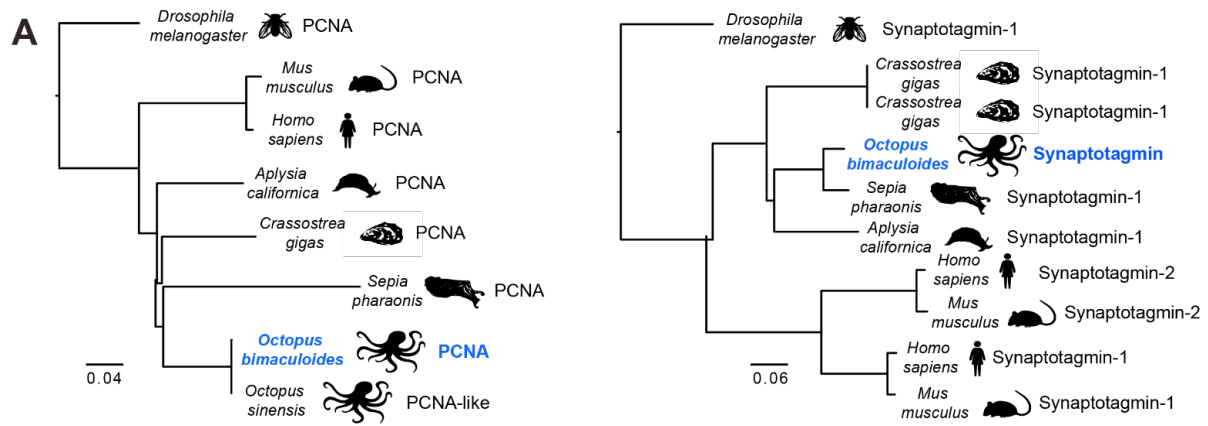 A
Drosophila
melanogaster
PCNA
Mus
musculus
PCNA
Homo
sapiens
PCNA
Aplysia
californica
PCNA
Crassostrea
gigas
PCNA
Sepia
pharaonis
PCNA
Octopus
bimaculoides
PCNA
Octopus
sinensis
PCNA-like
0.04
Drosophila
melanogaster
Synaptotagmin-1
Crassostrea
gigas
Synaptotagmin-1
Crassostrea
gigas
Synaptotagmin-1
Octopus
bimaculoides
Synaptotagmin
Sepia
pharaonis
Synaptotagmin-1
Aplysia
californica
Synaptotagmin-1
Homo
sapiens
Synaptotagmin-2
Mus
musculus
Synaptotagmin-2
Homo
sapiens
Synaptotagmin-1
Mus
musculus
Synaptotagmin-1
0.06